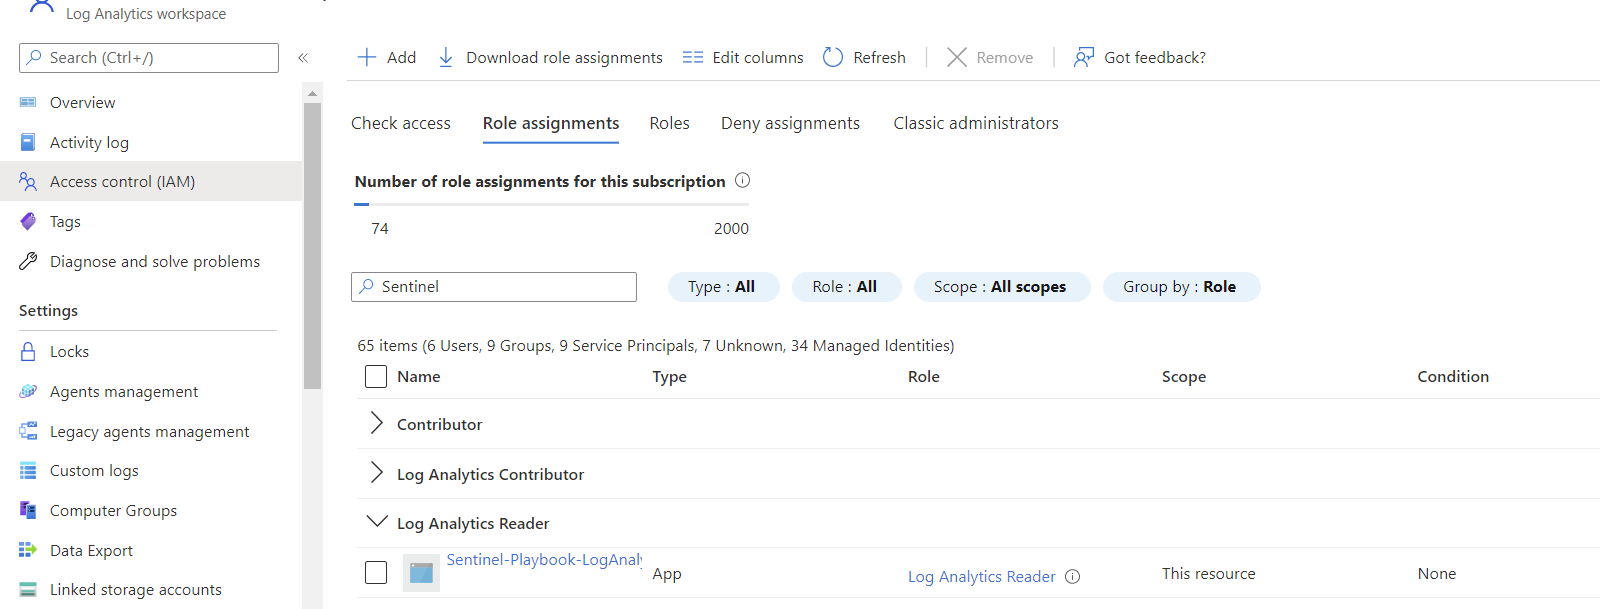 Log Analytics workspace
Search (Ctrl+/)
«
Overview
Activity log
Access control (IAM)
Tags
Diagnose and solve problems
Settings
Locks
Agents management
Legacy agents management
Custom logs
Computer Groups
Data Export
Linked storage accounts
Add
Download role assignments
Edit columns
Refresh
Remove
Got feedback?
Check access
Role assignments
Roles
Deny assignments
Classic administrators
Number of role assignments for this subscription
74
2000
Sentinel
Type : All
Role : All
Scope : All scopes
Group by : Role
65 items (6 Users, 9 Groups, 9 Service Principals, 7 Unknown, 34 Managed Identities)
Name Type Role Scope Condition
Contributor
Log Analytics Contributor
Log Analytics Reader
Sentinel-Playbook-LogAnaly
App
Log Analytics Reader
This resource
None